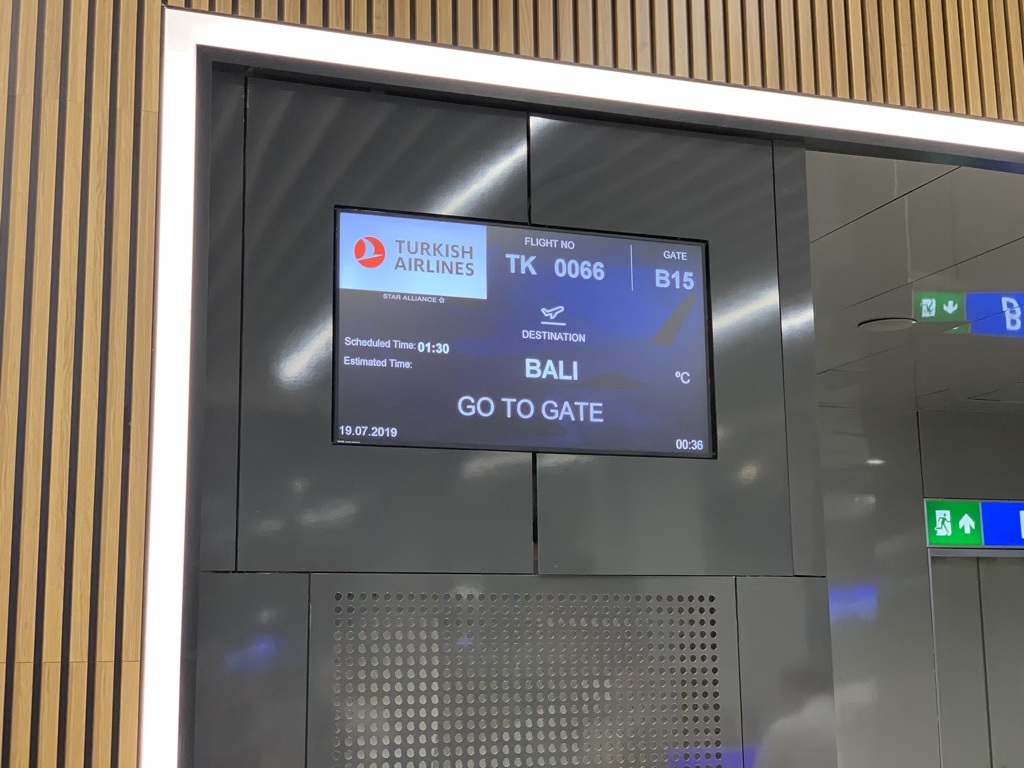 TURKISH
AIRLINES
STAR ALLIANCE
FLIGHT NO
TK 0066
GATE
B15
DESTINATION
Scheduled Time: 01:30
Estimated Time:
BALI
ºC
GO TO GATE
19.07.2019
00:36
B